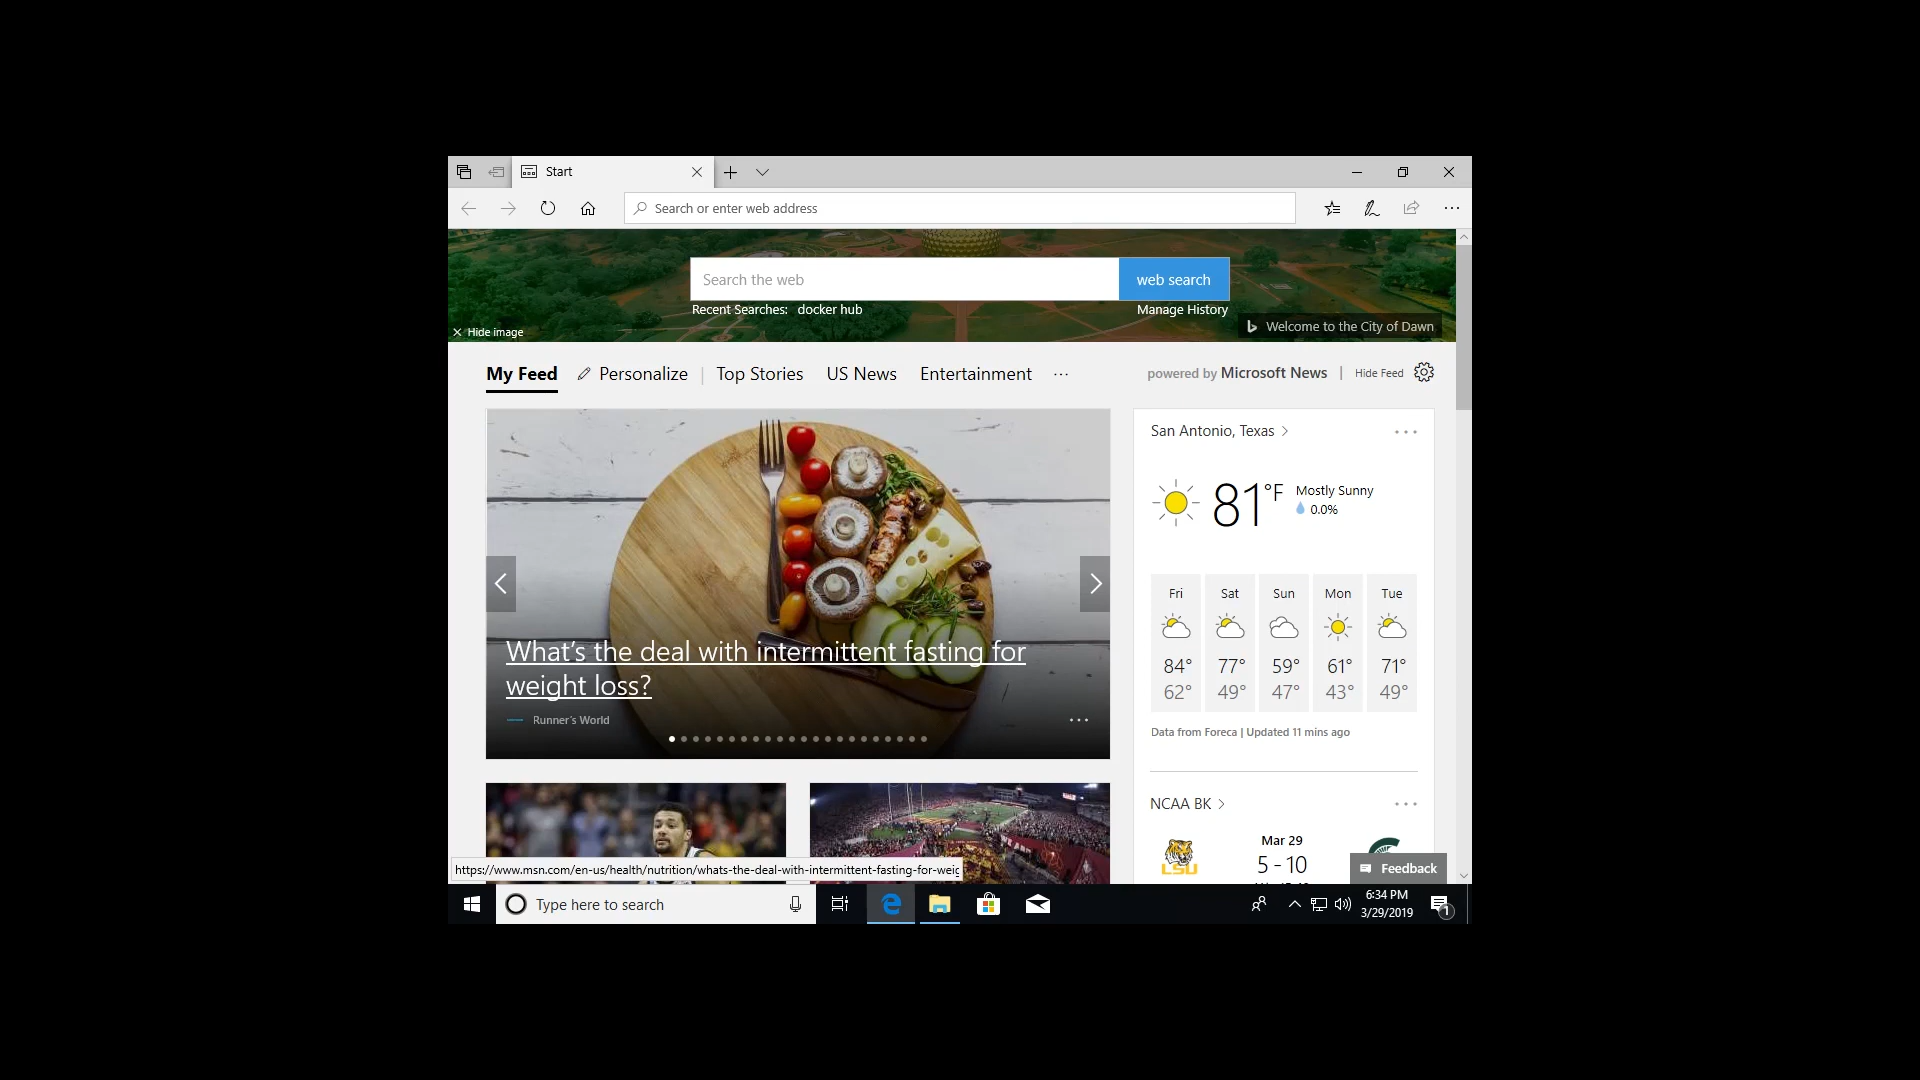 Start
Search or enter web address
Search the web
web search
Recent Searches: docker hub
Manage History
Hide image
Welcome to the City of Dawn
My Feed
Personalize
Top Stories
US News
Entertainment
powered by Microsoft News
Hide Feed
San Antonio, Texas
81°F
Mostly Sunny
0.0%
Fri Sat Sun Mon Tue
84° 77° 59° 61° 71°
62° 49° 47° 43° 49°
Data from Foreca | Updated 11 mins ago
What's the deal with intermittent fasting for
weight loss?
Runner's World
NCAA BK
Mar 29
LSU
5 - 10
Feedback
https://www.msn.com/en-us/health/nutrition/whats-the-deal-with-intermittent-fasting-for-weig
Type here to search
6:34 PM
3/29/2019
1